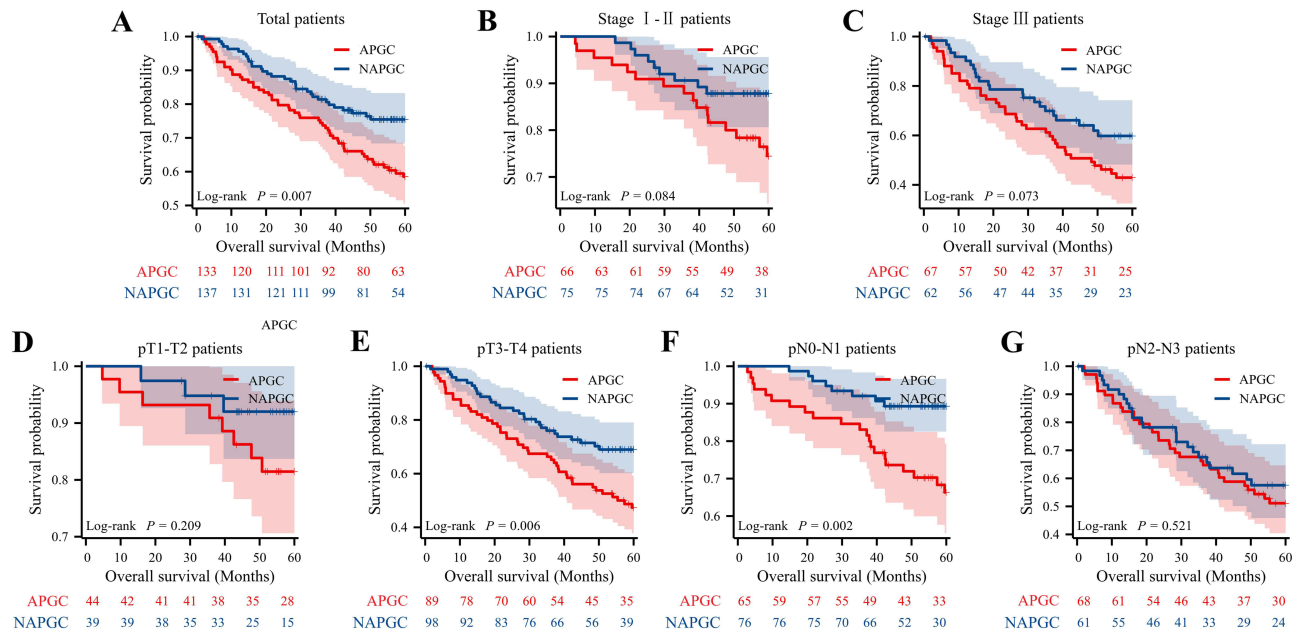 A
Total patients
APGC
NAPGC
Survival probability
1.0
0.9
0.8
0.7
0.6
0.5
Log-rank P = 0.007
0 10 20 30 40 50 60
Overall survival (Months)
APGC 133 120 111 101 92 80 63
NAPGC 137 131 121 111 99 81 54
B
Stage Ⅰ-Ⅱ patients
APGC
NAPGC
Survival probability
1.0
0.9
0.8
0.7
Log-rank P = 0.084
0 10 20 30 40 50 60
Overall survival (Months)
APGC 66 63 61 59 55 49 38
NAPGC 75 75 74 67 64 52 31
C
Stage Ⅲ patients
APGC
NAPGC
Survival probability
1.0
0.8
0.6
0.4
Log-rank P = 0.073
0 10 20 30 40 50 60
Overall survival (Months)
APGC 67 57 50 42 37 31 25
NAPGC 62 56 47 44 35 29 23
APGC
D
pT1-T2 patients
APGC
NAPGC
Survival probability
1.0
0.9
0.8
0.7
Log-rank P = 0.209
0 10 20 30 40 50 60
Overall survival (Months)
APGC 44 42 41 41 38 35 28
NAPGC 39 39 38 35 33 25 15
E
pT3-T4 patients
APGC
NAPGC
Survival probability
1.0
0.8
0.6
0.4
Log-rank P = 0.006
0 10 20 30 40 50 60
Overall survival (Months)
APGC 89 78 70 60 54 45 35
NAPGC 98 92 83 76 66 56 39
F
pN0-N1 patients
APGC
NAPGC
Survival probability
1.0
0.9
0.8
0.7
0.6
Log-rank P = 0.002
0 10 20 30 40 50 60
Overall survival (Months)
APGC 65 59 57 55 49 43 33
NAPGC 76 76 75 70 66 52 30
G
pN2-N3 patients
APGC
NAPGC
Survival probability
1.0
0.9
0.8
0.7
0.6
0.5
0.4
Log-rank P = 0.521
0 10 20 30 40 50 60
Overall survival (Months)
APGC 68 61 54 46 43 37 30
NAPGC 61 55 46 41 33 29 24